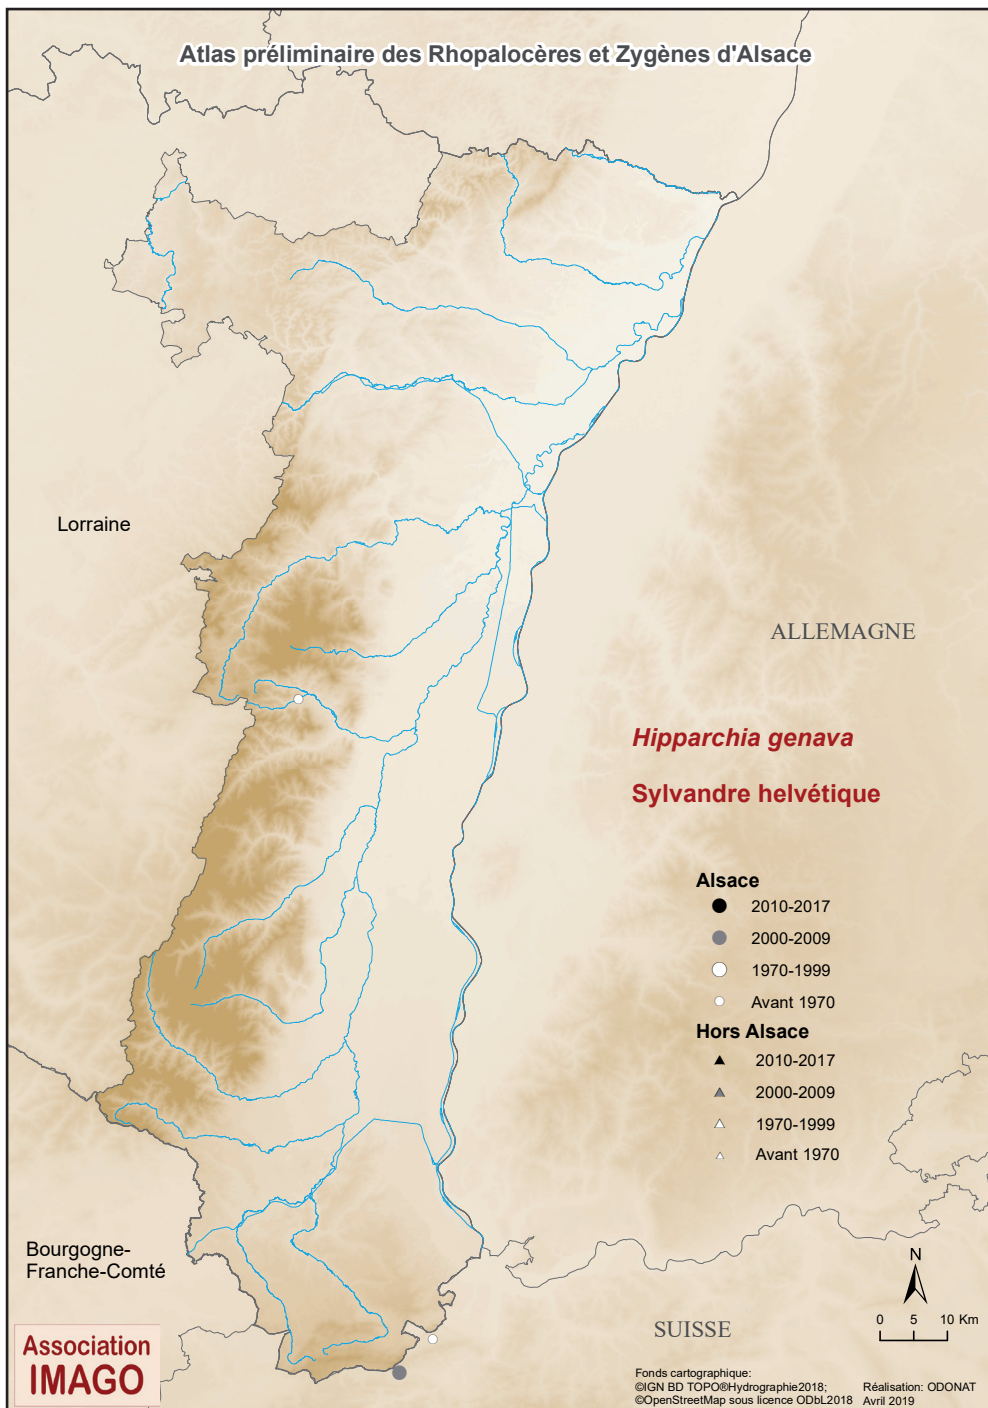 Atlas préliminaire des Rhopalocères et Zygènes d'Alsace
Lorraine
ALLEMAGNE
Hipparchia genava
Sylvandre helvétique
Alsace
2010-2017
2000-2009
1970-1999
Avant 1970
Hors Alsace
2010-2017
2000-2009
1970-1999
Avant 1970
Bourgogne-
Franche-Comté
N
0 5 10 Km
SUISSE
Association
IMAGO
Fonds cartographique:
©IGN BD TOPO®Hydrographie2018;
©OpenStreetMap sous licence ODbL2018
Réalisation: ODONAT
Avril 2019